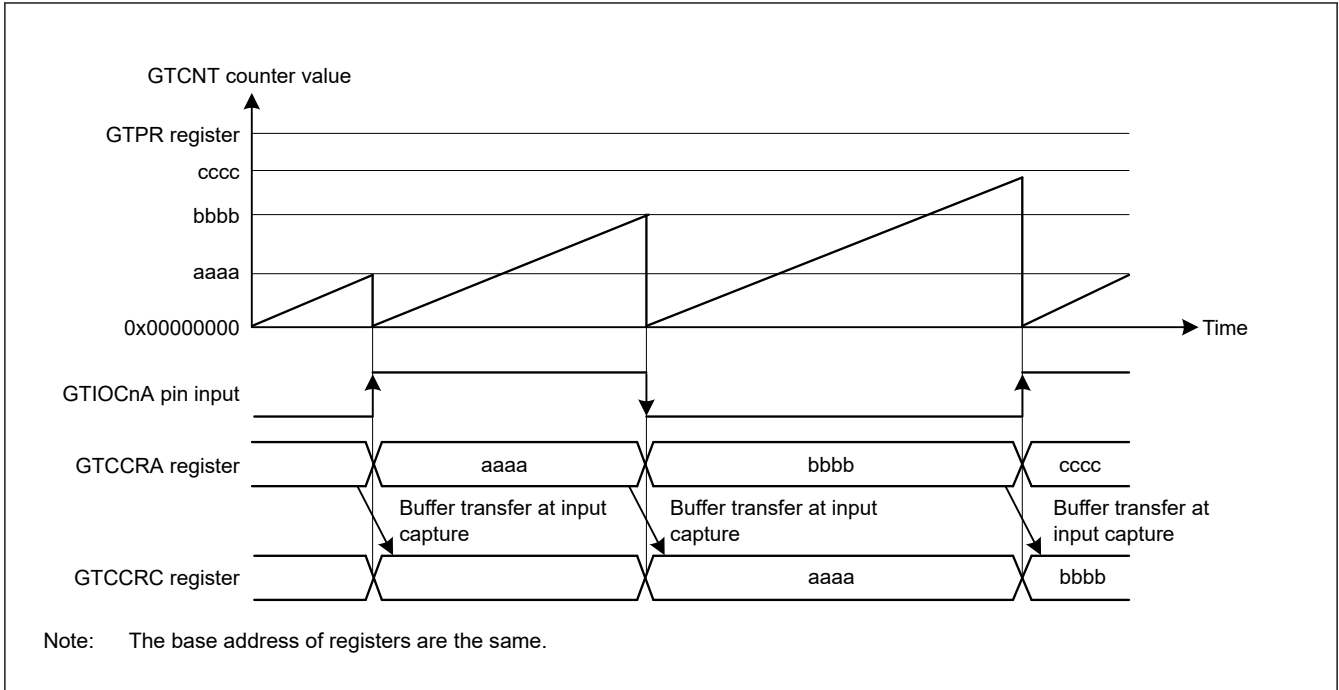 GTCNT counter value
GTPR register
cccc
bbbb
aaaa
0x00000000
Time
GTIOCnA pin input
GTCCRA register
aaaa
bbbb
cccc
Buffer transfer at input
capture
Buffer transfer at input
capture
Buffer transfer at
input capture
GTCCRC register
aaaa
bbbb
Note: The base address of registers are the same.